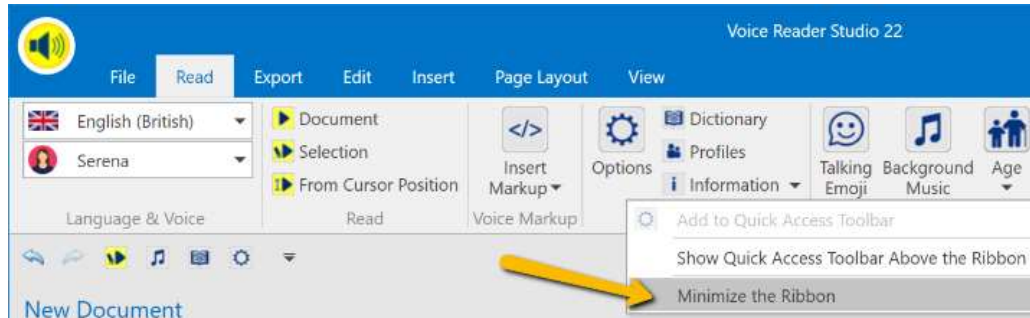 Voice Reader Studio 22
File Read Export Edit Insert Page Layout View
English (British)
Serena
Language & Voice
Document
Selection
From Cursor Position
Read
</>
Insert
Markup
Voice Markup
Options
Dictionary
Profiles
i Information
Talking
Emoji
Background
Music
Age
Add to Quick Access Toolbar
Show Quick Access Toolbar Above the Ribbon
Minimize the Ribbon
New Document